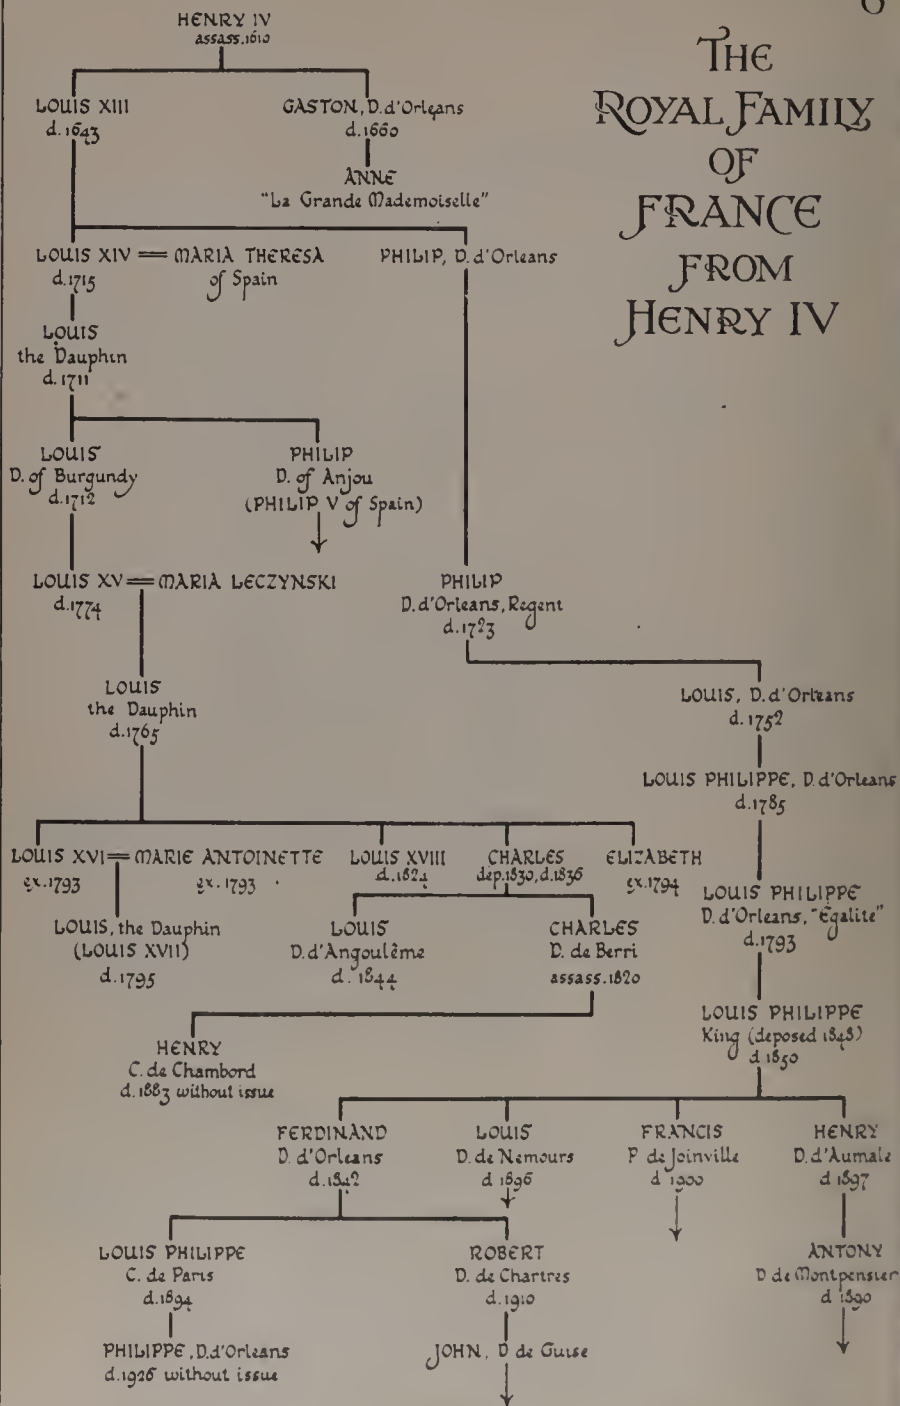 6
THE
ROYAL FAMILY
OF
FRANCE
FROM
HENRY IV
HENRY IV
assass.1610
LOUIS XIII
d.1643
GASTON, D.d'Orleans
d.1660
ANNE
"La Grande Mademoiselle"
LOUIS XIV = MARIA THERESA
d.1715
of Spain
PHILIP, D.d'Orleans
LOUIS
the Dauphin
d.1711
LOUIS
D. of Burgundy
d.1712
PHILIP
D. of Anjou
(PHILIP V of Spain)
LOUIS XV = MARIA LECZYNSKI
d.1774
PHILIP
D.d'Orleans, Regent
d.1723
LOUIS
the Dauphin
d.1765
LOUIS, D.d'Orleans
d.1752
LOUIS PHILIPPE, D.d'Orleans
d.1785
LOUIS XVI = MARIE ANTOINETTE
ex.1793
ex.1793
LOUIS XVIII
d.1824
CHARLES
dep.1830, d.1836
ELIZABETH
ex.1794
LOUIS PHILIPPE
D.d'Orleans, "Egalite"
d.1793
LOUIS, the Dauphin
(LOUIS XVII)
d.1795
LOUIS
D.d'Angoulême
d. 1844
CHARLES
D. de Berri
assass.1820
LOUIS PHILIPPE
King (deposed 1848)
d 1850
HENRY
C. de Chambord
d.1883 without issue
FERDINAND
D. d'Orleans
d.1842
LOUIS
D. de Nemours
d 1896
FRANCIS
P de Joinville
d 1900
HENRY
D.d'Aumale
d 1897
LOUIS PHILIPPE
C. de Paris
d.1894
ROBERT
D. de Chartres
d.1910
ANTONY
D de Montpensier
d 1890
PHILIPPE, D.d'Orleans
d.1926 without issue
JOHN, D de Guise